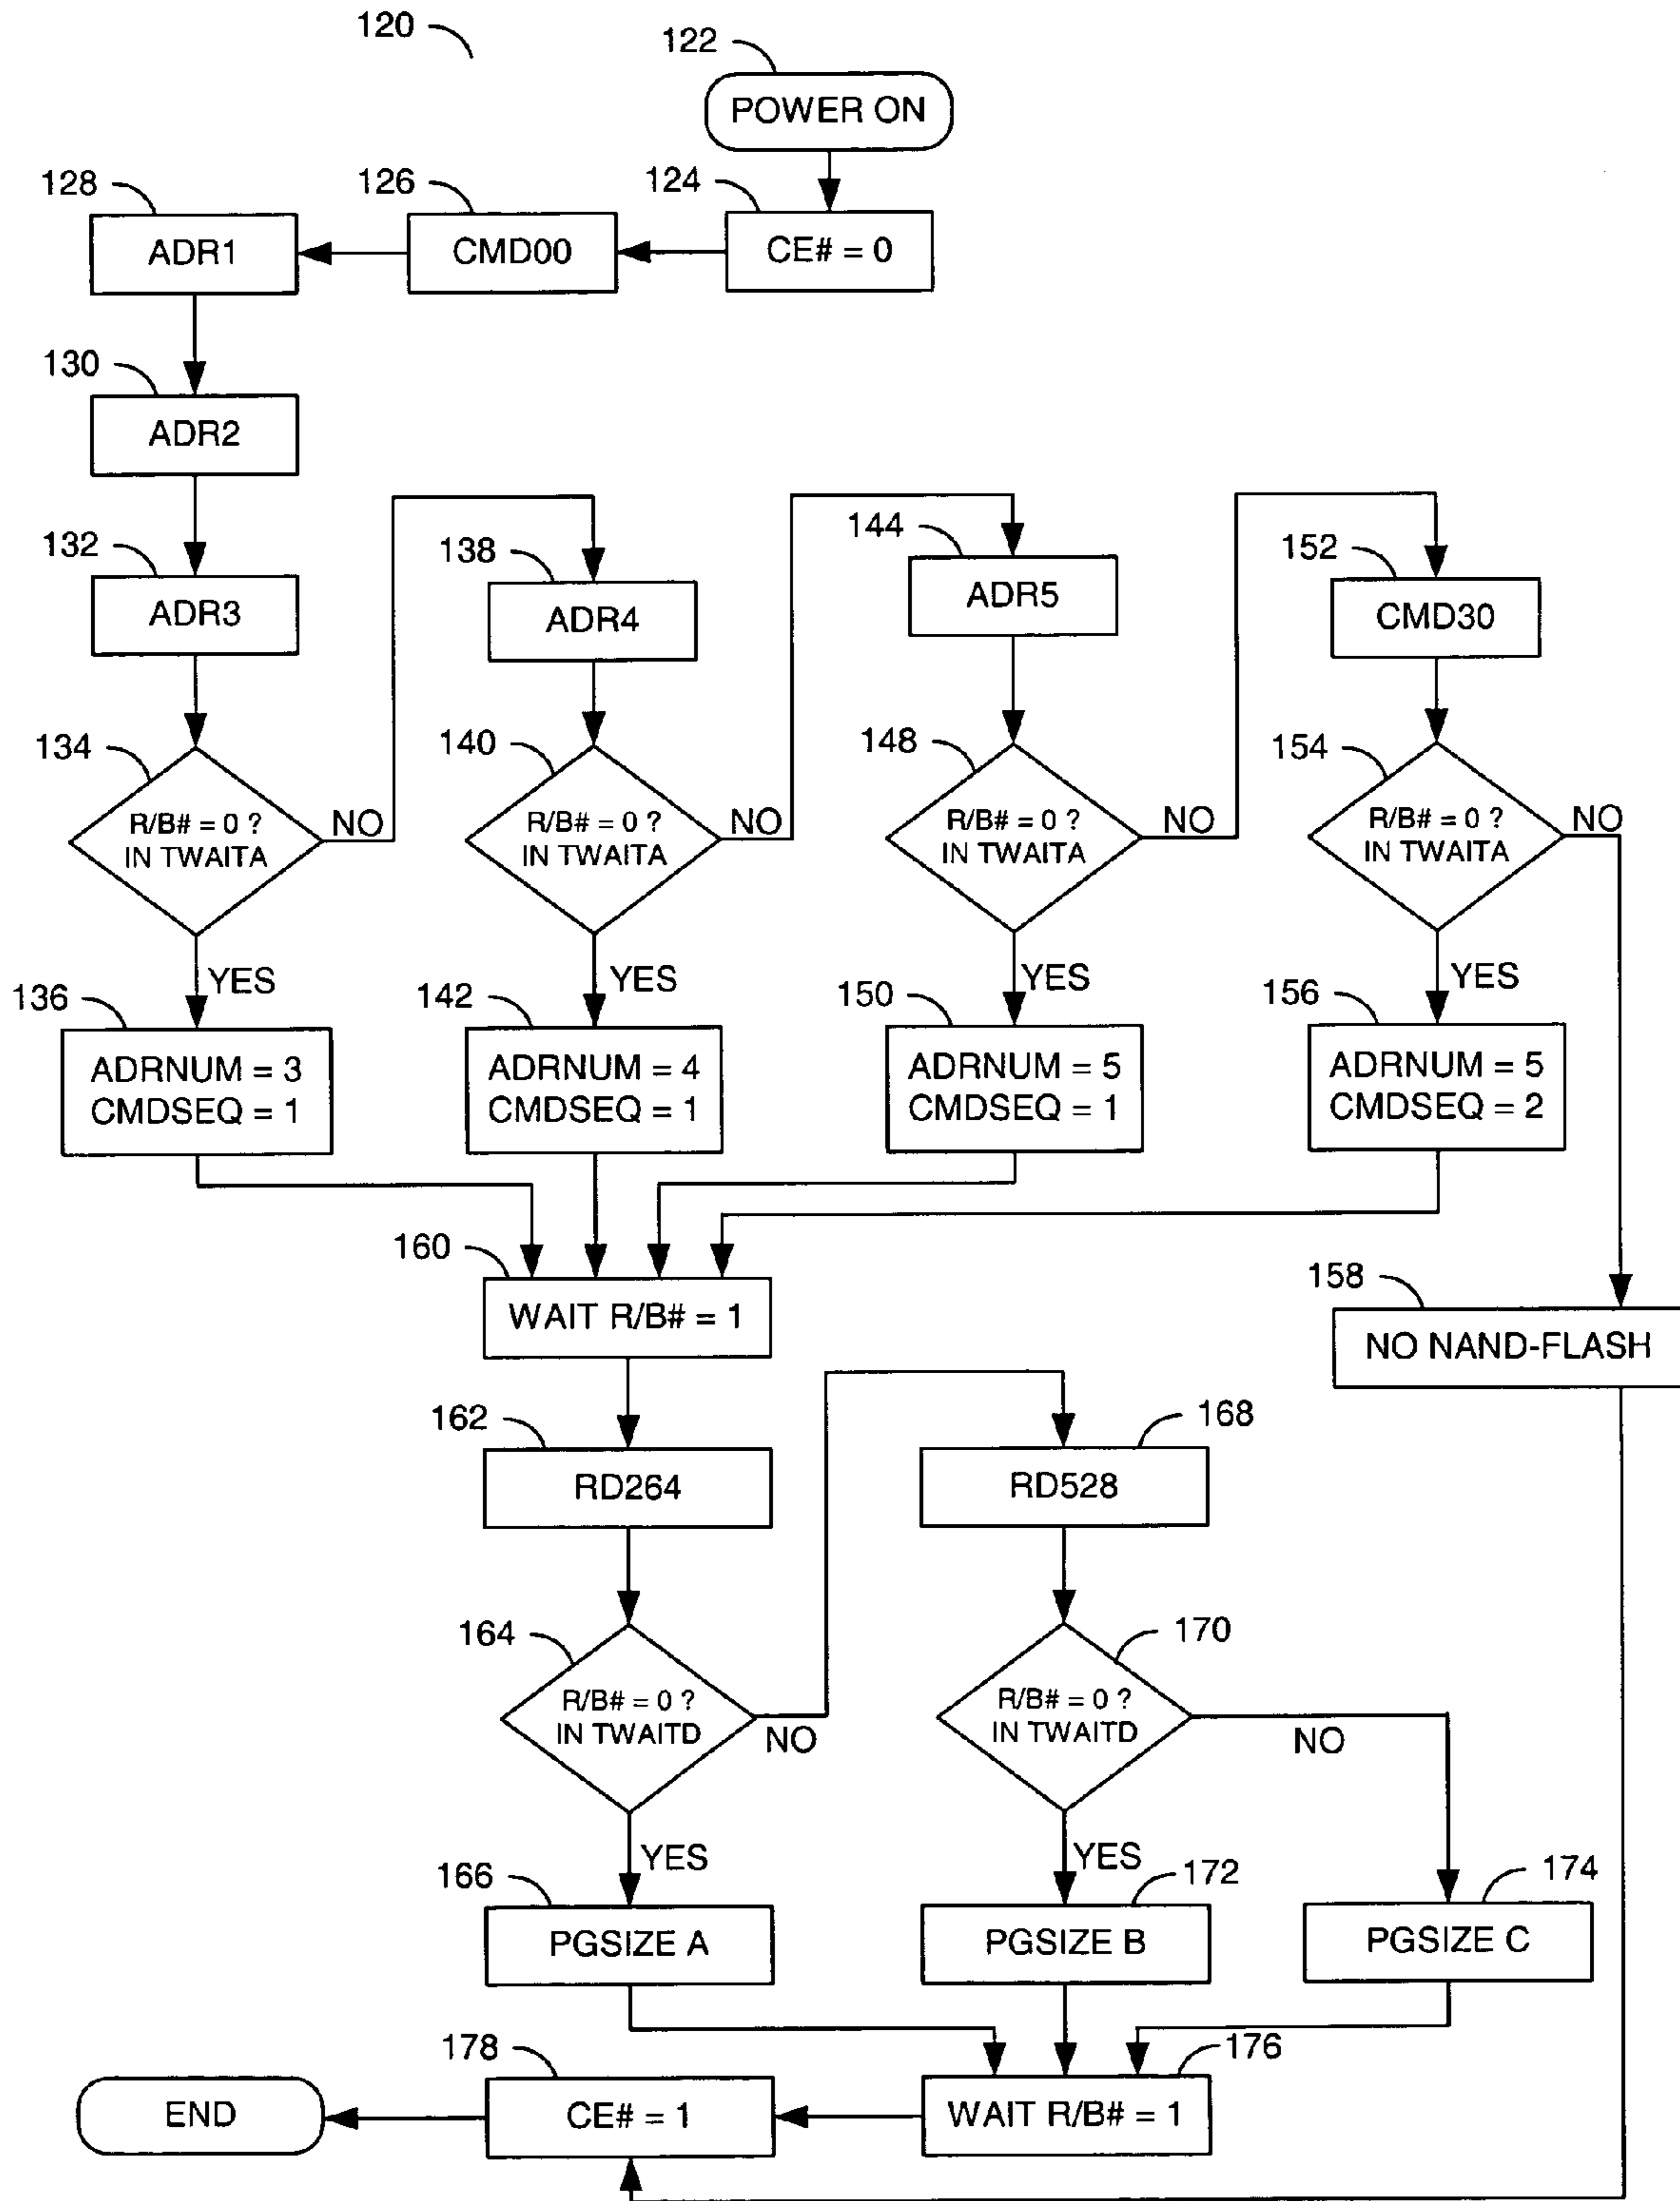 120
122
POWER ON
128
126
124
ADR1
CMD00
CE# = 0
130
ADR2
132
138
144
152
ADR3
ADR4
ADR5
CMD30
134
140
148
154
R/B# = 0 ?
IN TWAITA
NO
R/B# = 0 ?
IN TWAITA
NO
R/B# = 0 ?
IN TWAITA
NO
R/B# = 0 ?
IN TWAITA
NO
YES
YES
YES
YES
136
142
150
156
ADRNUM = 3
CMDSEQ = 1
ADRNUM = 4
CMDSEQ = 1
ADRNUM = 5
CMDSEQ = 1
ADRNUM = 5
CMDSEQ = 2
160
WAIT R/B# = 1
158
NO NAND-FLASH
162
168
RD264
RD528
164
170
R/B# = 0 ?
IN TWAITD
NO
R/B# = 0 ?
IN TWAITD
NO
YES
YES
166
172
174
PGSIZE A
PGSIZE B
PGSIZE C
178
176
END
CE# = 1
WAIT R/B# = 1